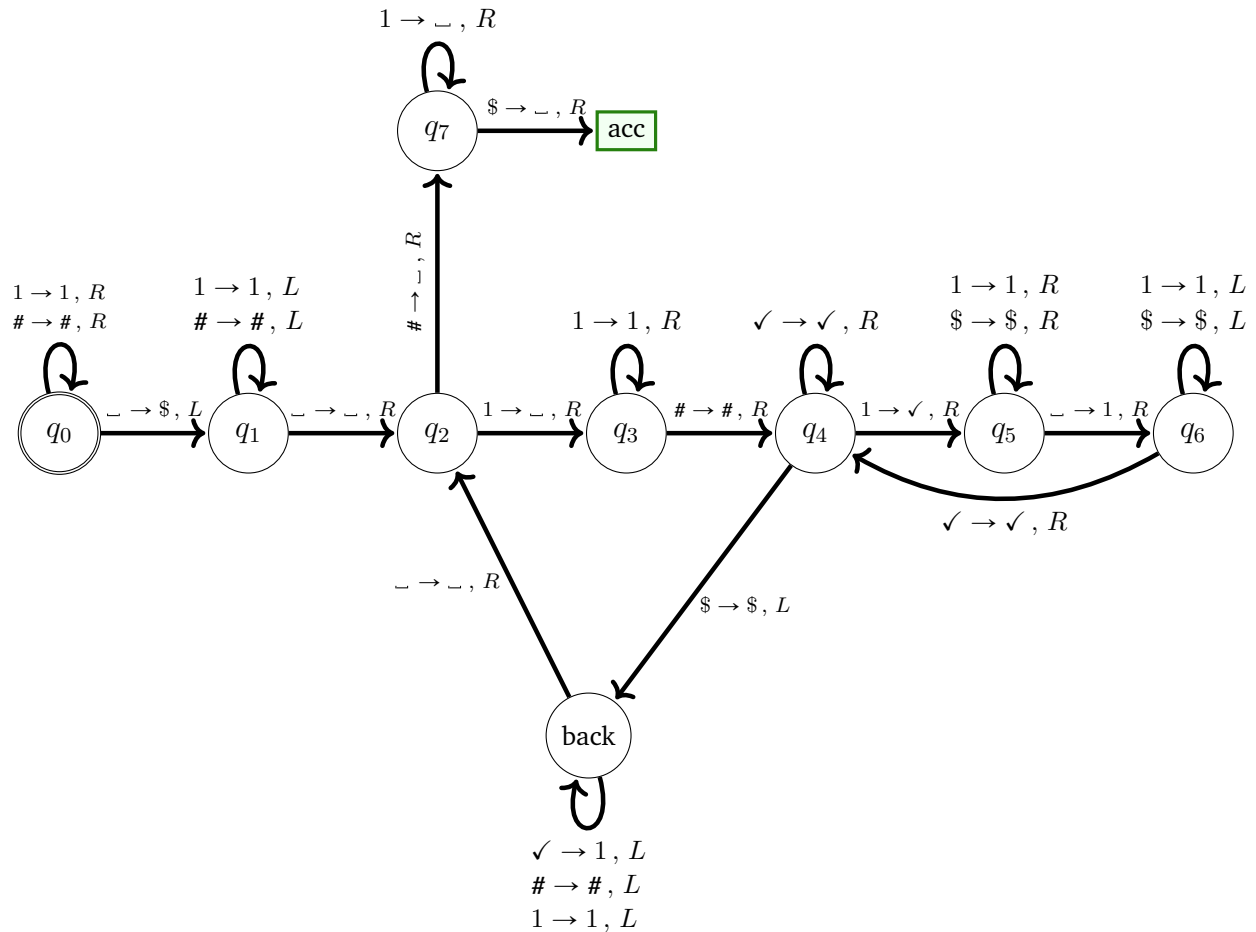 1 → ␣ , R
$ → ␣ , R
q7
acc
# → ␣ , R
1 → 1 , R
# → # , R
1 → 1 , L
# → # , L
1 → 1 , R
✓ → ✓ , R
1 → 1 , R
$ → $ , R
1 → 1 , L
$ → $ , L
q0
␣ → $ , L
q1
␣ → ␣ , R
q2
1 → ␣ , R
q3
# → # , R
q4
1 → ✓ , R
q5
␣ → 1 , R
q6
✓ → ✓ , R
␣ → ␣ , R
$ → $ , L
back
✓ → 1 , L
# → # , L
1 → 1 , L